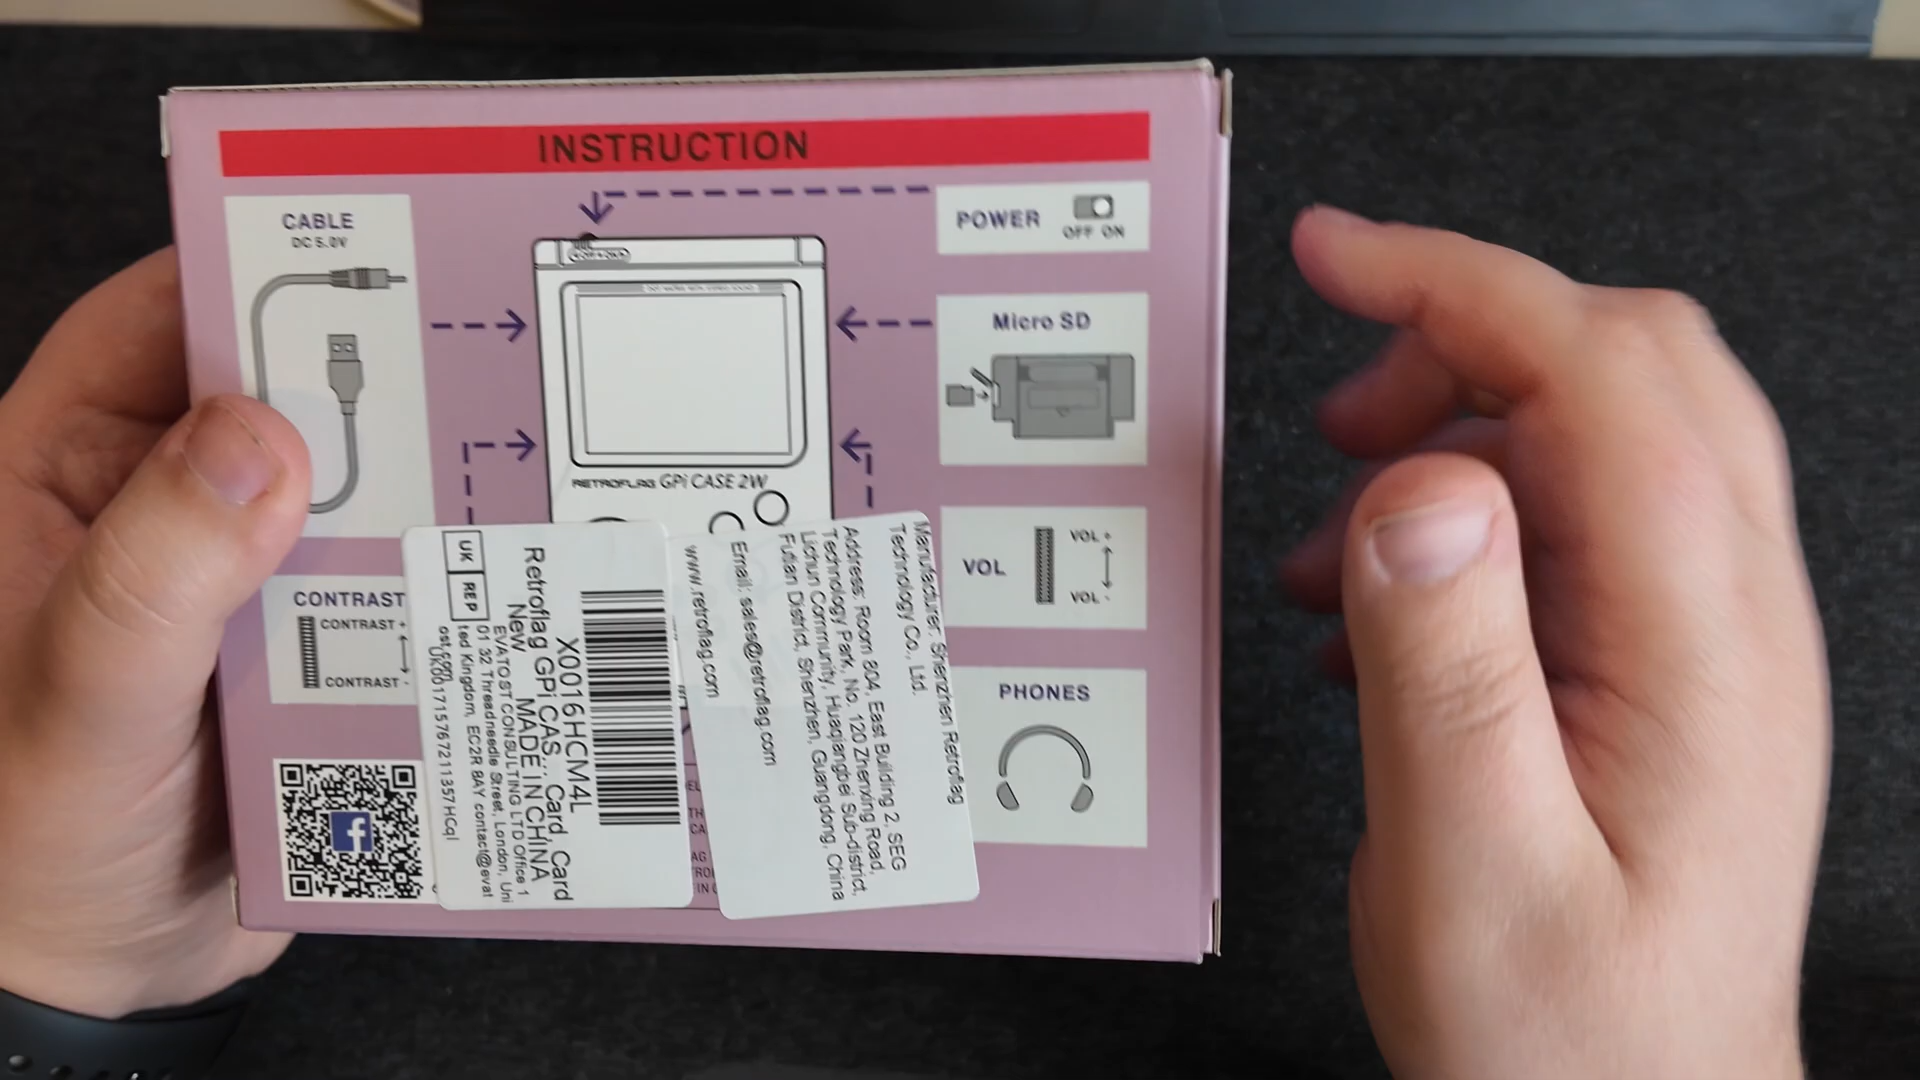 INSTRUCTION
CABLE
DC 5.0V
POWER
OFF ON
Micro SD
RETROFLAG GPi CASE 2W
VOL
VOL +
VOL -
CONTRAST
CONTRAST +
CONTRAST -
PHONES
UK REP
X0016HCM4L
Retroflag GPi CAS... Card, Card
New MADE IN CHINA
EVATOST CONSULTING LTD Office 1
01 32 Threadneedle Street, London, Uni
ted Kingdom, EC2R 8AY contact@evat
ost.com
Manufacturer: Shenzhen Retroflag
Technology Co., Ltd.
Address: Room 804, East Building 2, SEG
Technology Park, No. 120 Zhenxing Road,
Lichun Community, Huaqiangbei Sub-district,
Futian District, Shenzhen, Guangdong, China
Email: sales@retroflag.com
www.retroflag.com